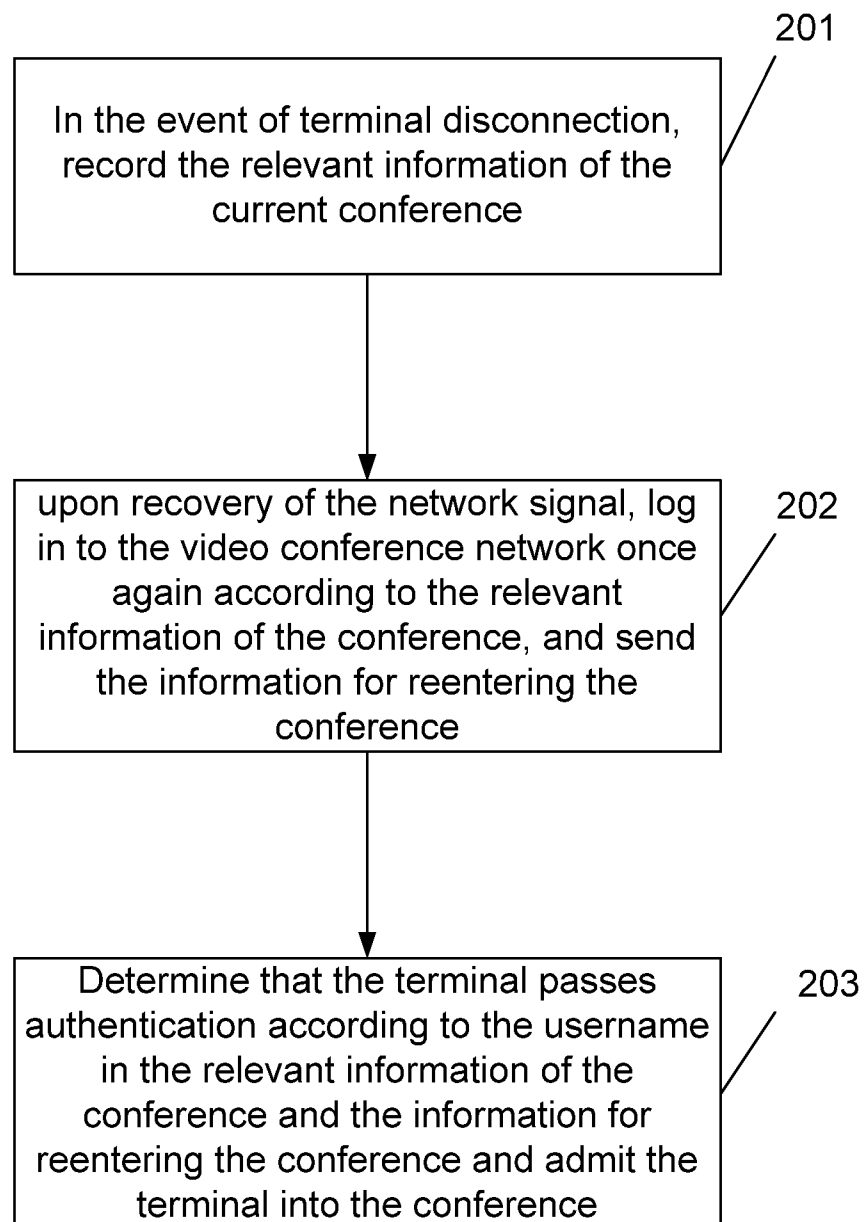 201
In the event of terminal disconnection,
record the relevant information of the
current conference
upon recovery of the network signal, log
in to the video conference network once
again according to the relevant
information of the conference, and send
the information for reentering the
conference
202
Determine that the terminal passes
authentication according to the username
in the relevant information of the
conference and the information for
reentering the conference and admit the
terminal into the conference
203